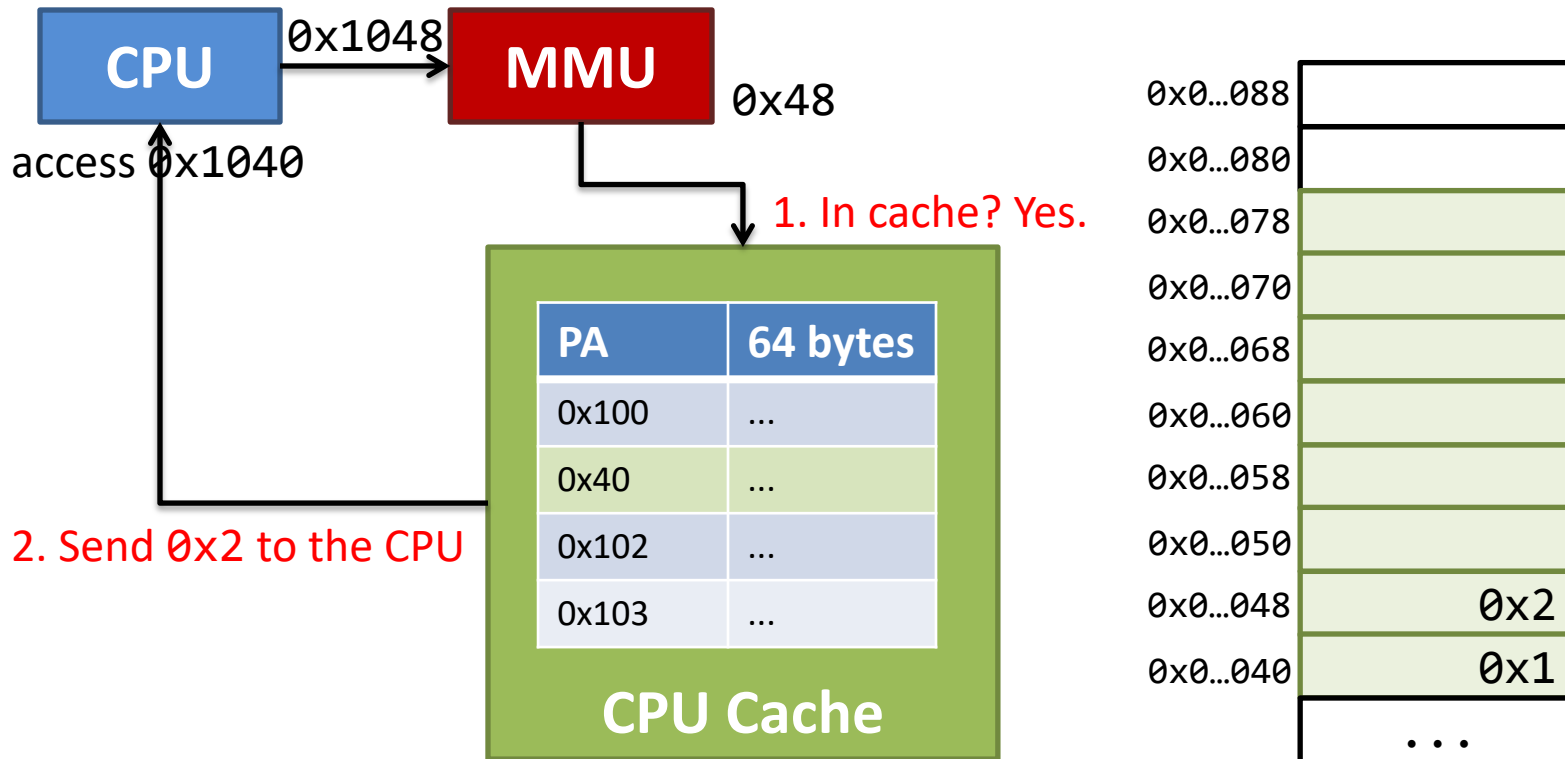 CPU
0x1048
MMU
0x48
access 0x1040
1. In cache? Yes.
PA 64 bytes
0x100 ...
0x40 ...
0x102 ...
0x103 ...
CPU Cache
2. Send 0x2 to the CPU
0x0…088
0x0…080
0x0…078
0x0…070
0x0…068
0x0…060
0x0…058
0x0…050
0x0…048 0x2
0x0…040 0x1
...